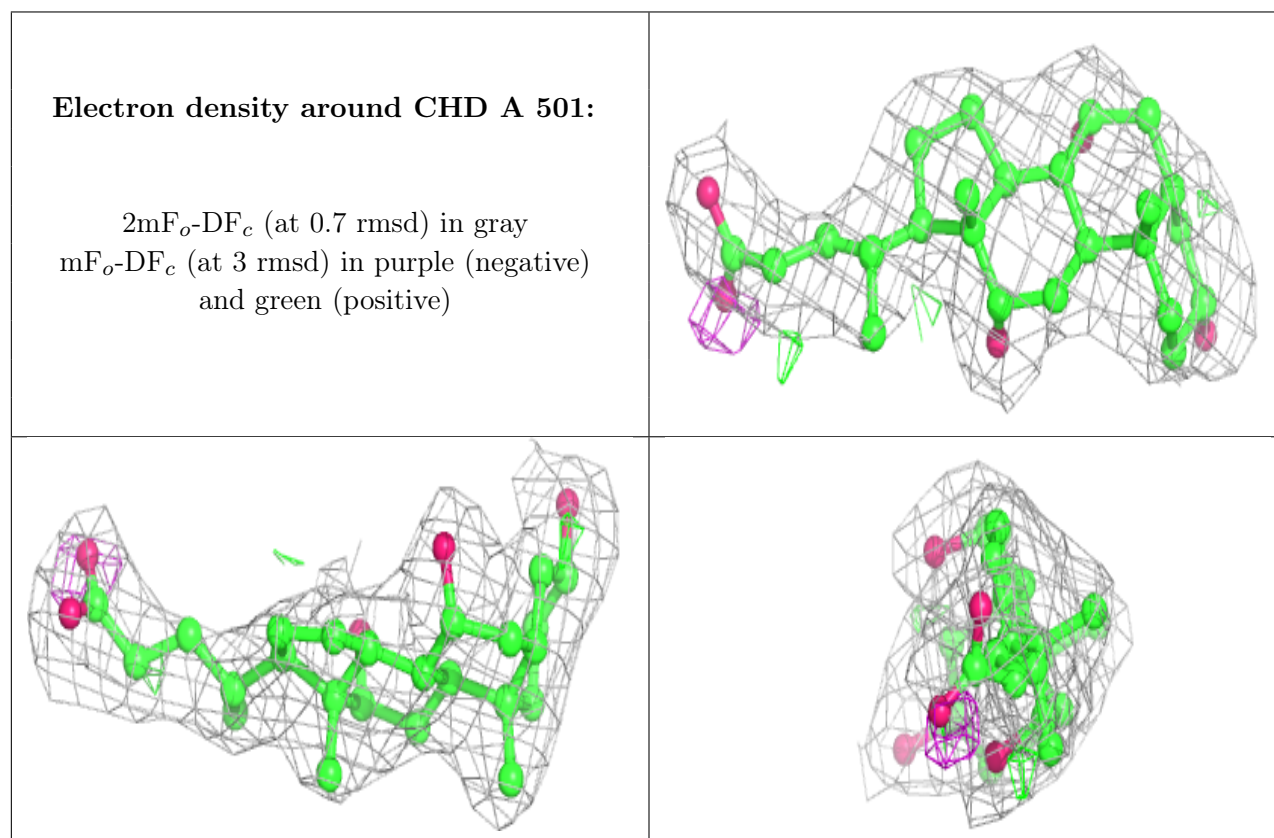 Electron density around CHD A 501:
2mFo-DFc (at 0.7 rmsd) in gray
mFo-DFc (at 3 rmsd) in purple (negative)
and green (positive)